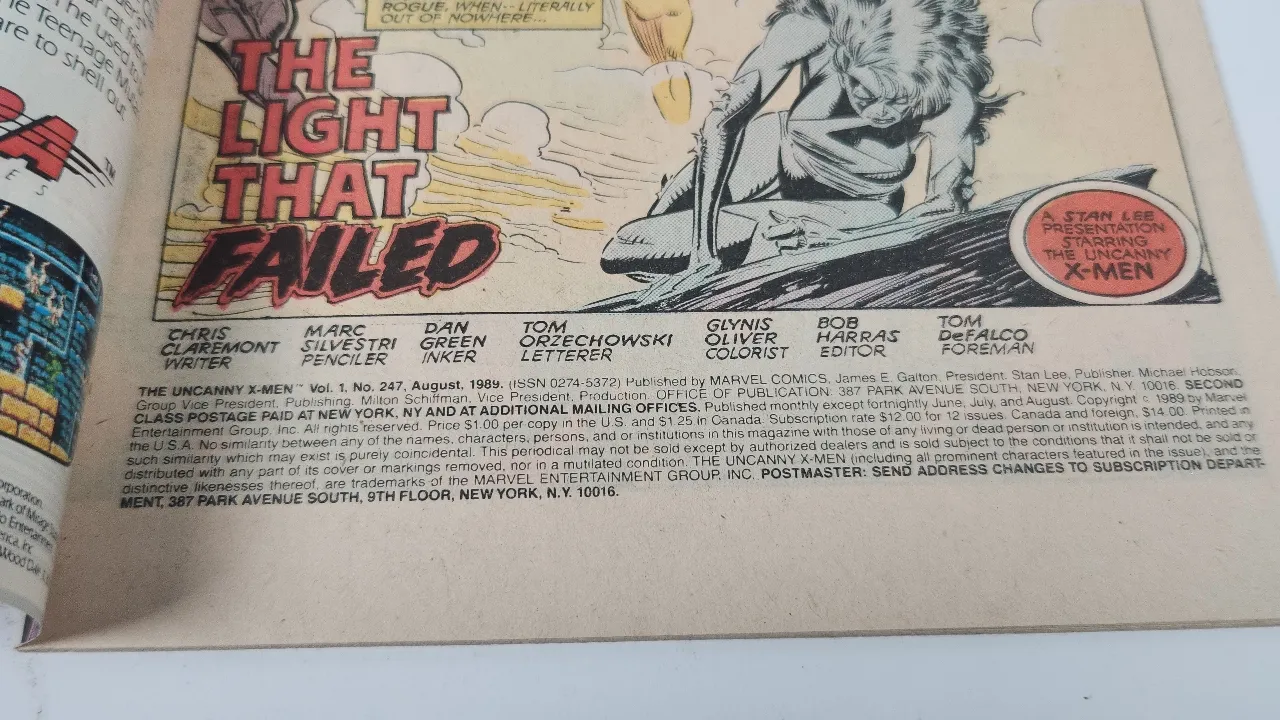 he Teenage Mu
are to shell out
RA
TM
ES
ROGUE, WHEN--LITERALLY
OUT OF NOWHERE...
THE
LIGHT
THAT
FAILED
A STAN LEE
PRESENTATION
STARRING
THE UNCANNY
X-MEN
CHRIS
CLAREMONT
WRITER
MARC
SILVESTRI
PENCILER
DAN
GREEN
INKER
TOM
ORZECHOWSKI
LETTERER
GLYNIS
OLIVER
COLORIST
BOB
HARRAS
EDITOR
TOM
DeFALCO
FOREMAN
THE UNCANNY X-MEN™ Vol. 1, No. 247, August, 1989. (ISSN 0274-5372) Published by MARVEL COMICS, James E. Galton, President. Stan Lee, Publisher. Michael Hobson,
Group Vice President, Publishing. Milton Schiffman, Vice President, Production. OFFICE OF PUBLICATION: 387 PARK AVENUE SOUTH, NEW YORK, N.Y. 10016. SECOND
CLASS POSTAGE PAID AT NEW YORK, NY AND AT ADDITIONAL MAILING OFFICES. Published monthly except fortnightly June, July, and August. Copyright © 1989 by Marvel
Entertainment Group, Inc. All rights reserved. Price $1.00 per copy in the U.S. and $1.25 in Canada. Subscription rate $12.00 for 12 issues. Canada and foreign, $14.00. Printed in
the U.S.A. No similarity between any of the names, characters, persons, and/or institutions in this magazine with those of any living or dead person or institution is intended, and any
such similarity which may exist is purely coincidental. This periodical may not be sold except by authorized dealers and is sold subject to the conditions that it shall not be sold or
distributed with any part of its cover or markings removed, nor in a mutilated condition. THE UNCANNY X-MEN (including all prominent characters featured in the issue), and the
distinctive likenesses thereof, are trademarks of the MARVEL ENTERTAINMENT GROUP, INC. POSTMASTER: SEND ADDRESS CHANGES TO SUBSCRIPTION DEPART-
MENT, 387 PARK AVENUE SOUTH, 9TH FLOOR, NEW YORK, N.Y. 10016.